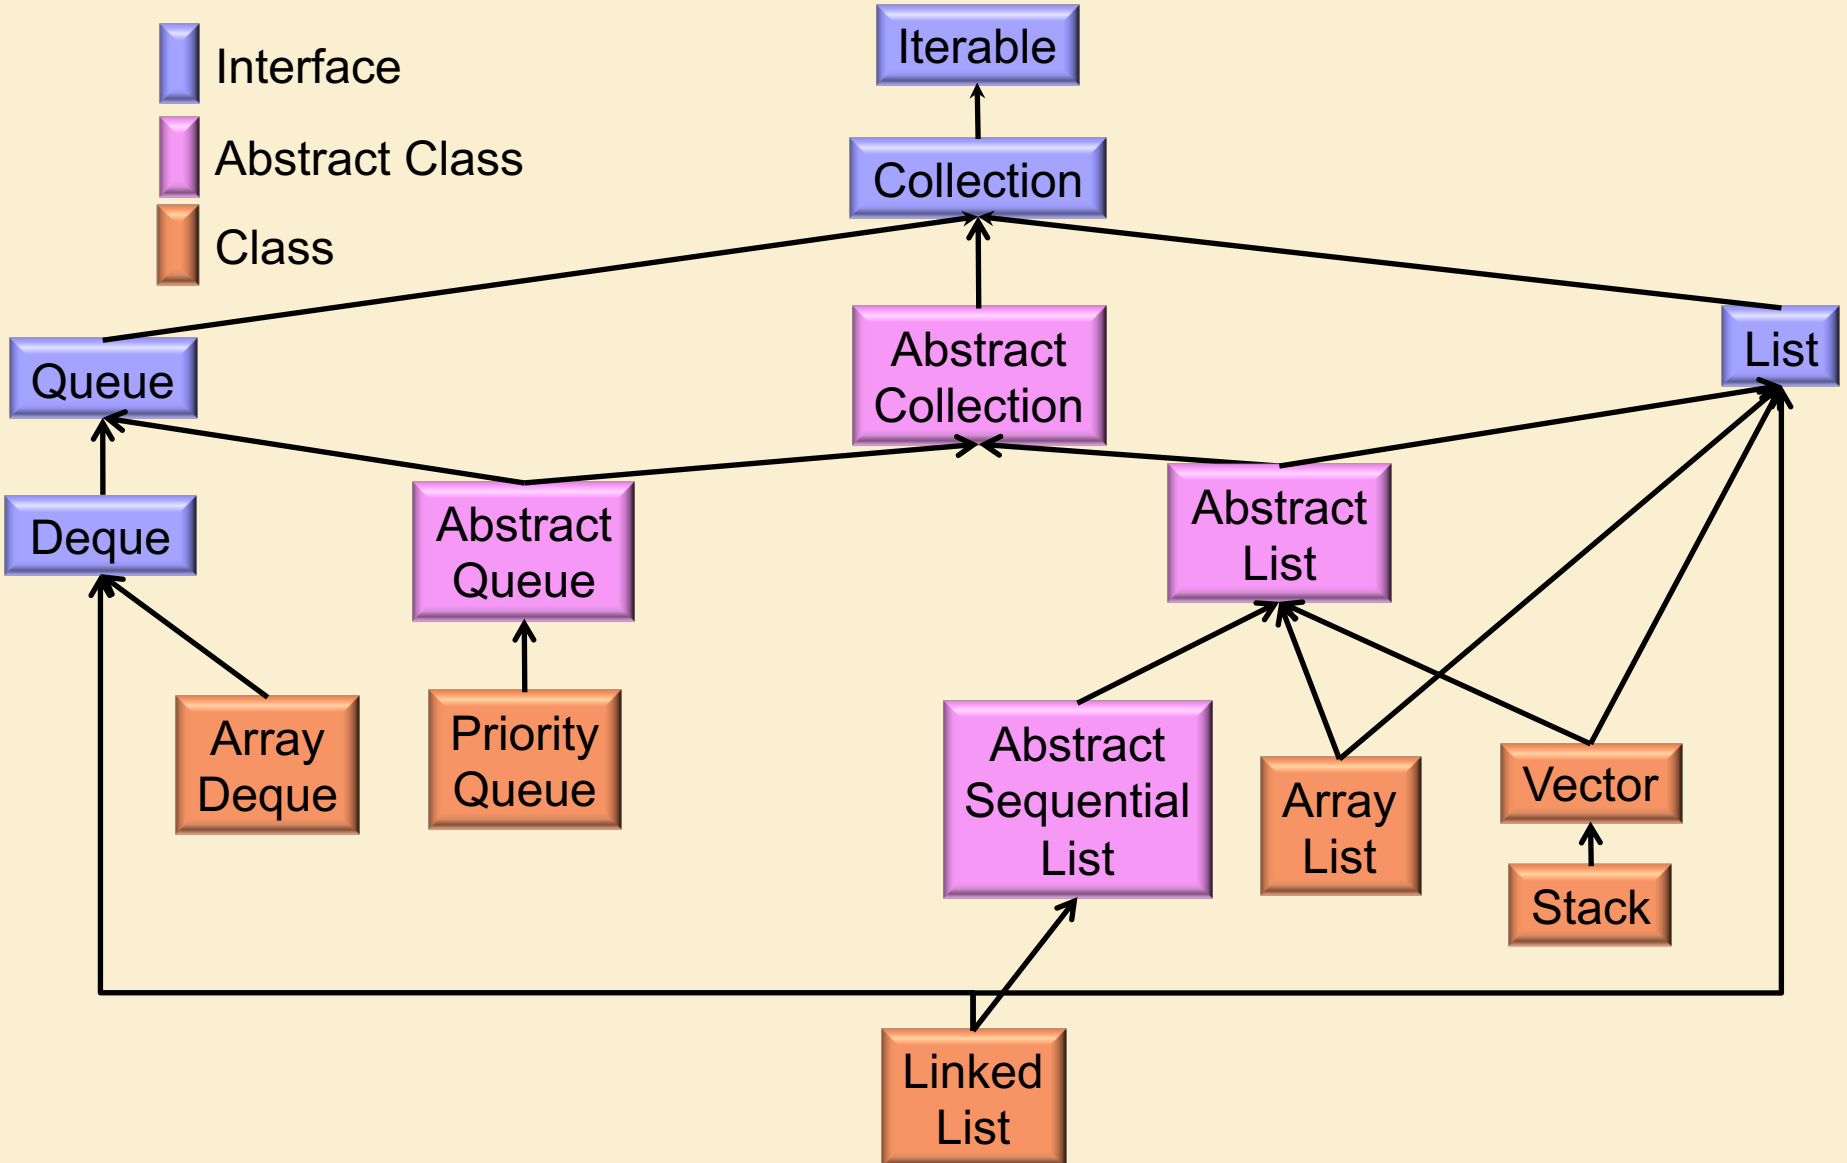 Interface
Abstract Class
Class
Iterable
Collection
Queue
Abstract
Collection
List
Deque
Abstract
Queue
Abstract
List
Array
Deque
Priority
Queue
Abstract
Sequential
List
Array
List
Vector
Stack
Linked
List